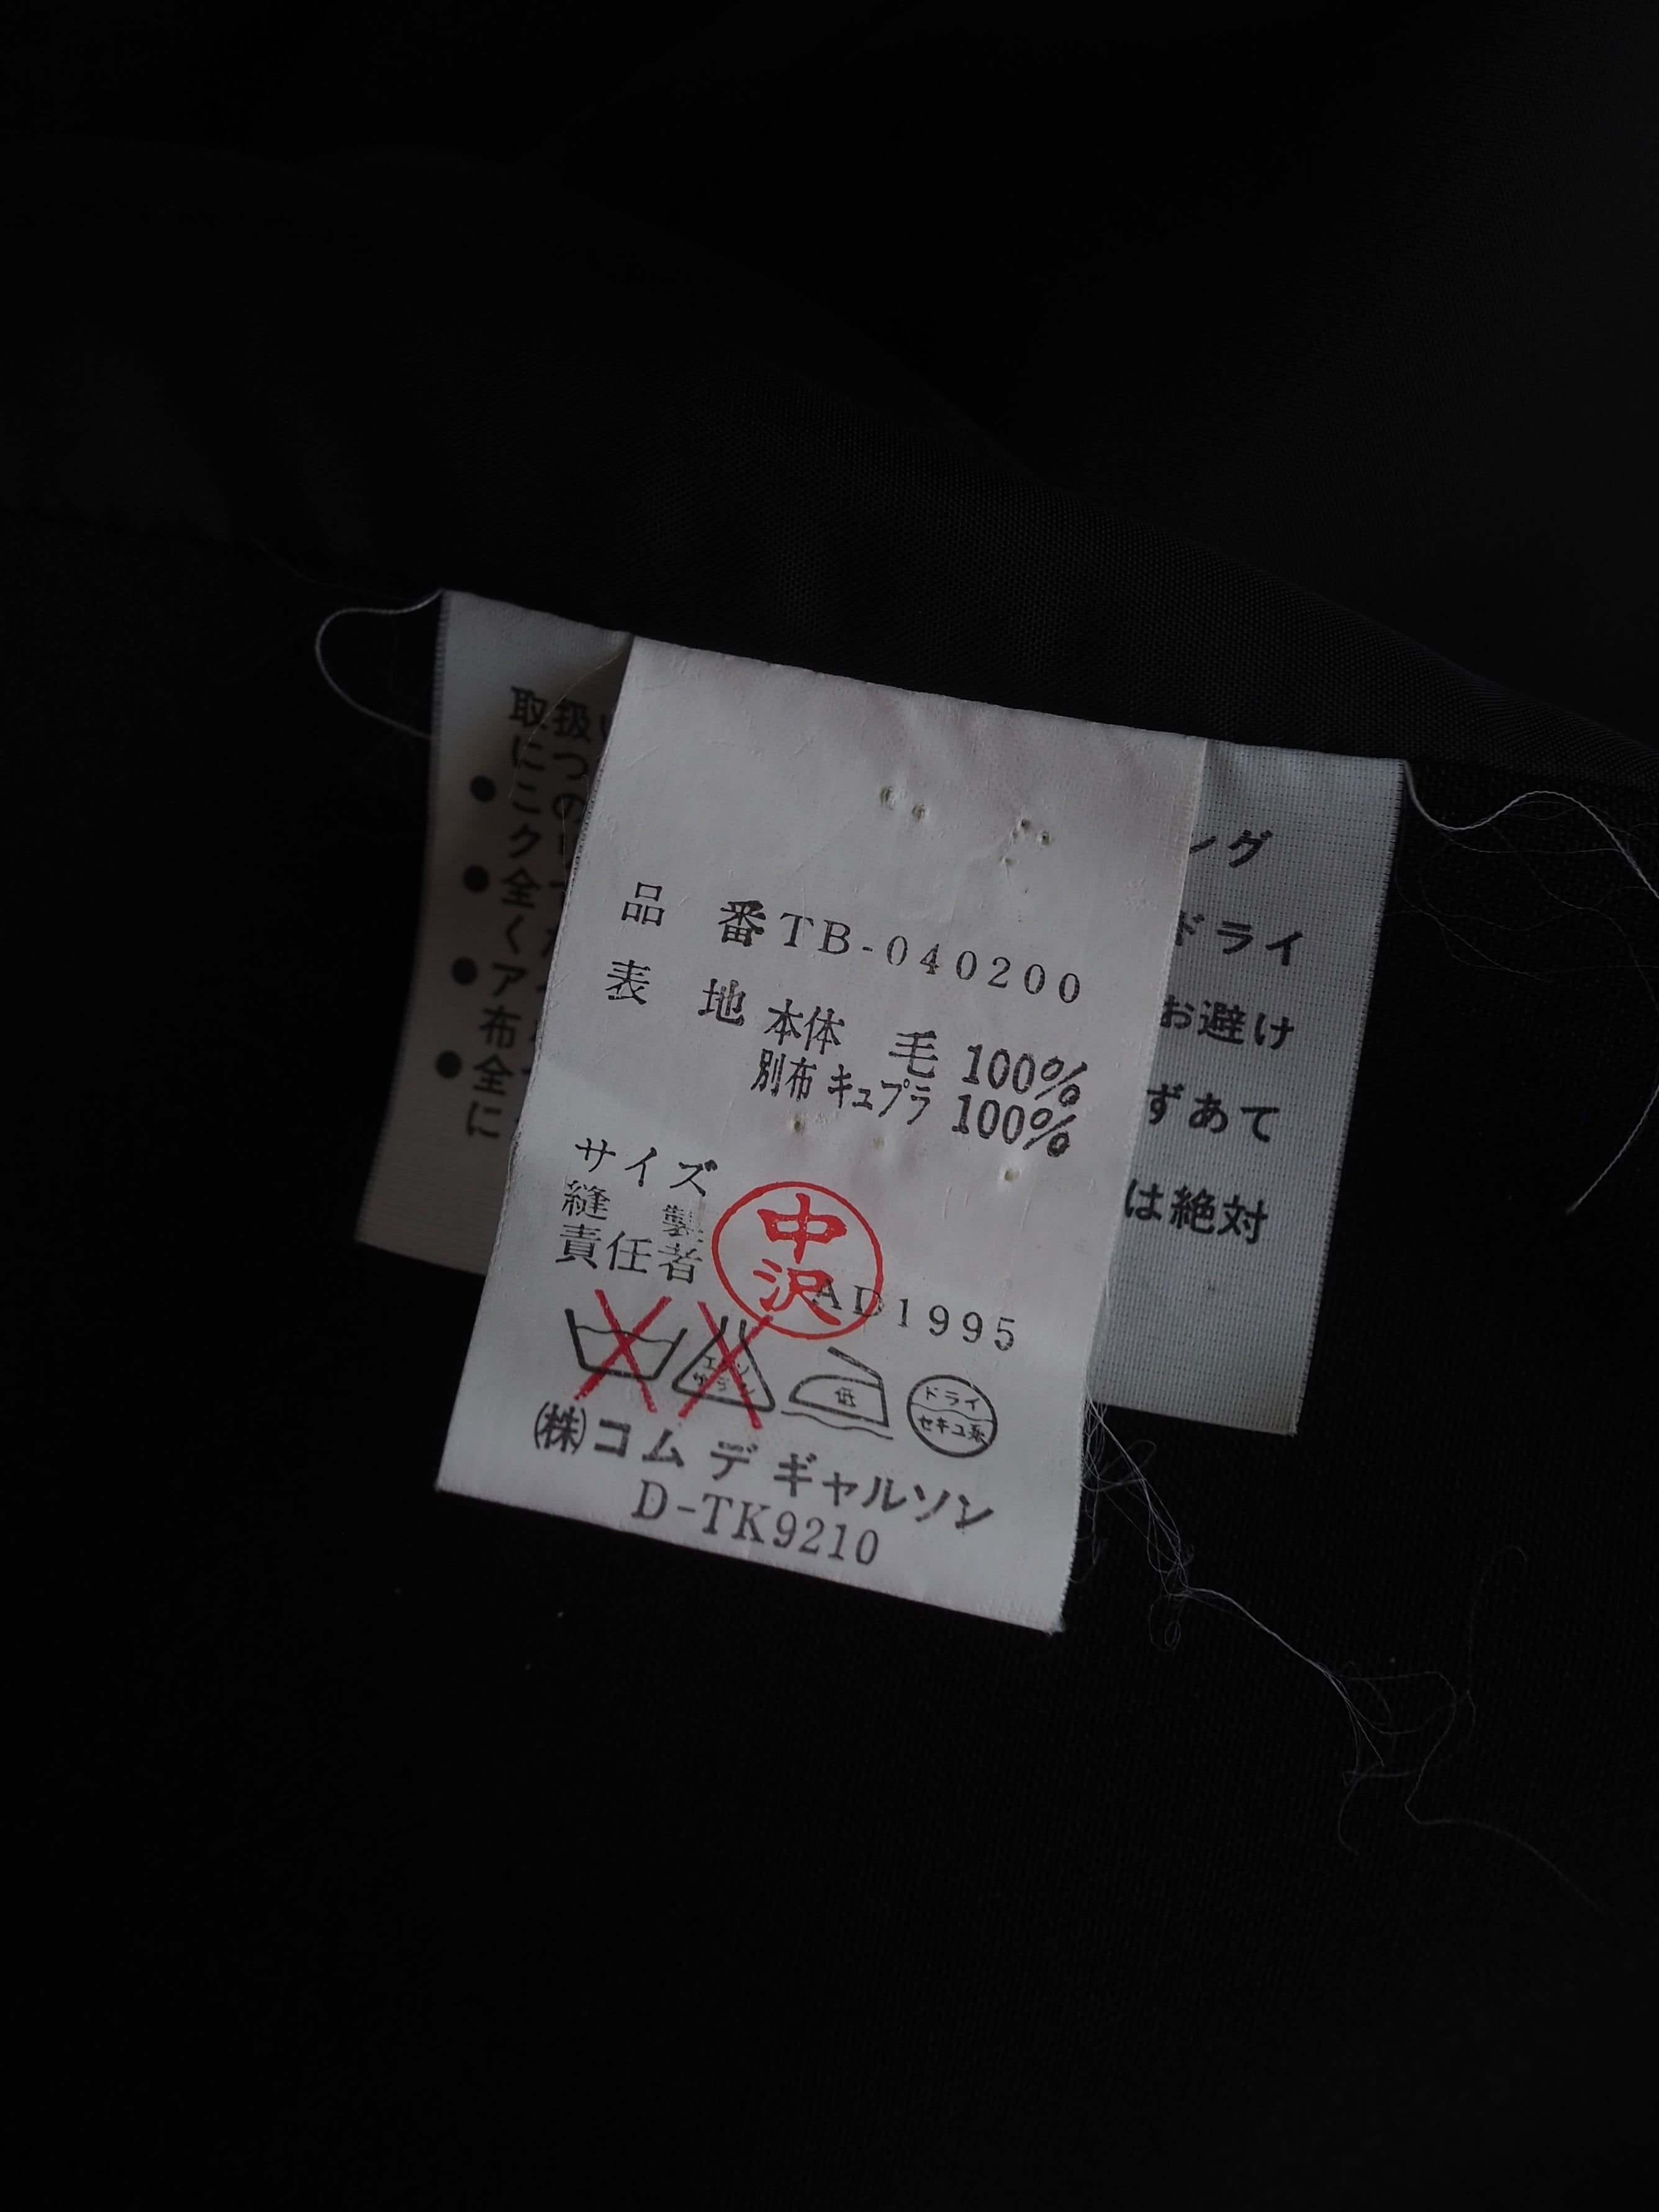 品 番 TB-040200
表 地 本体 毛 100%
別布 キュプラ 100%
サイズ
縫 製
責任者
中沢
AD1995
低
ドライ
セキユ系
㈱コム デ ギャルソン
D-TK9210
取扱い
につ
●この
ク
●全
く
●ア
布
●全
に
ング
ドライ
お避け
ずあて
は絶対